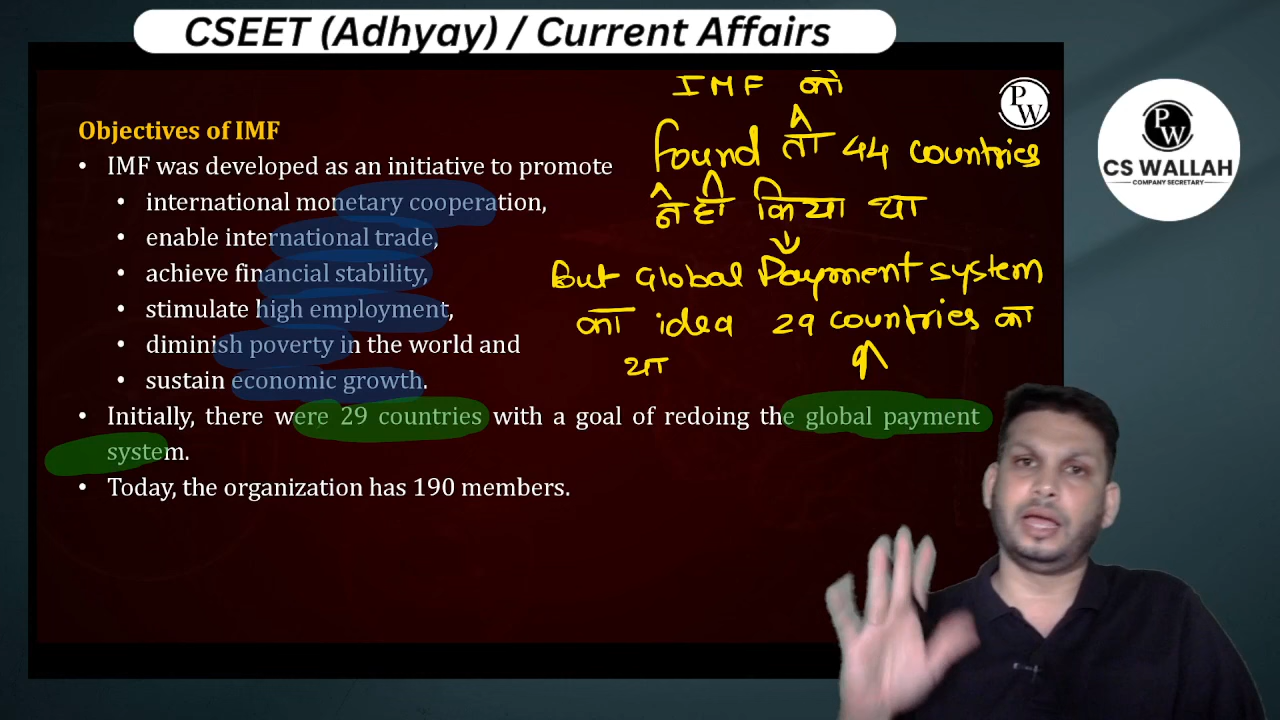 CSEET (Adhyay) / Current Affairs
IMF को
PW
found तो 44 countries
ने ही किया था
But Global Payment system
का idea 29 countries का
था
Objectives of IMF
• IMF was developed as an initiative to promote
• international monetary cooperation,
• enable international trade,
• achieve financial stability,
• stimulate high employment,
• diminish poverty in the world and
• sustain economic growth.
• Initially, there were 29 countries with a goal of redoing the global payment
system.
• Today, the organization has 190 members.
PW
CS WALLAH
COMPANY SECRETARY